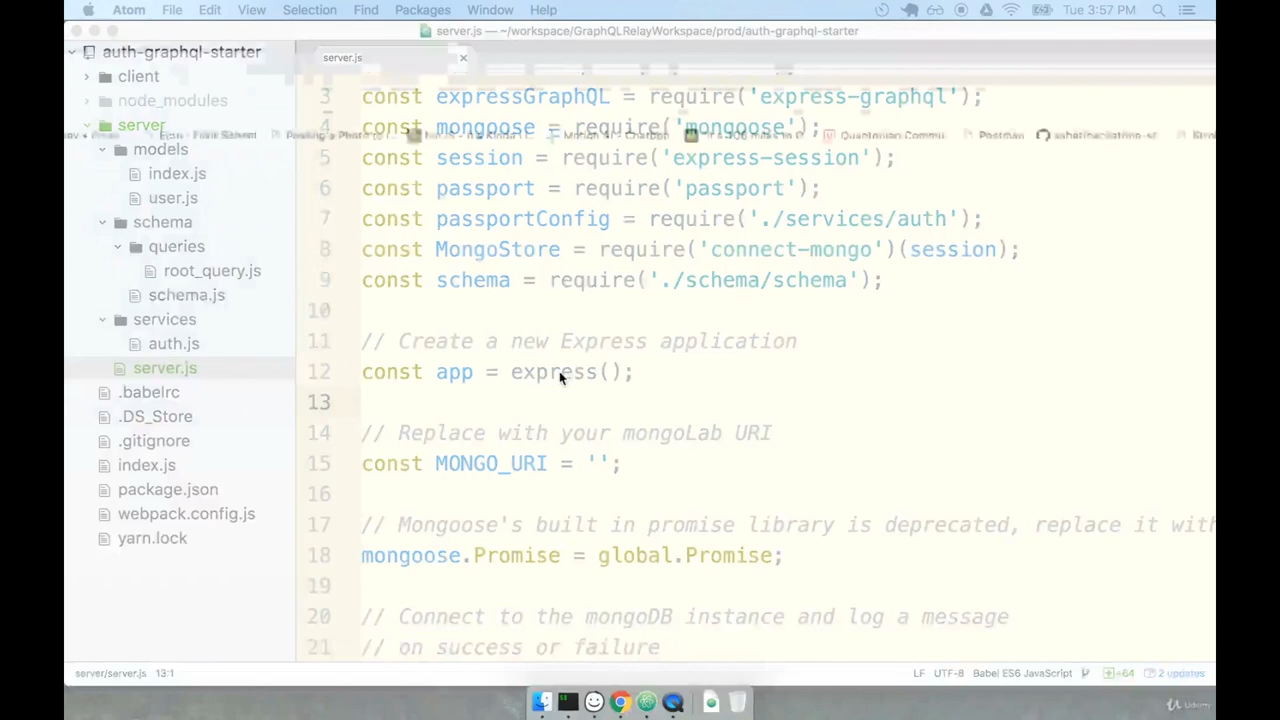 Atom File Edit View Selection Find Packages Window Help Tue 3:57 PM
server.js — ~/workspace/GraphQLRelayWorkspace/prod/auth-graphql-starter
auth-graphql-starter
client
node_modules
server
models
index.js
user.js
schema
queries
root_query.js
schema.js
services
auth.js
server.js
.babelrc
.DS_Store
.gitignore
index.js
package.json
webpack.config.js
yarn.lock
server.js
3 const expressGraphQL = require('express-graphql');
4 const mongoose = require('mongoose');
5 const session = require('express-session');
6 const passport = require('passport');
7 const passportConfig = require('./services/auth');
8 const MongoStore = require('connect-mongo')(session);
9 const schema = require('./schema/schema');
10
11 // Create a new Express application
12 const app = express();
13
14 // Replace with your mongoLab URI
15 const MONGO_URI = '';
16
17 // Mongoose's built in promise library is deprecated, replace it with
18 mongoose.Promise = global.Promise;
19
20 // Connect to the mongoDB instance and log a message
21 // on success or failure
server/server.js 13:1 LF UTF-8 Babel ES6 JavaScript +64 2 updates
Udemy